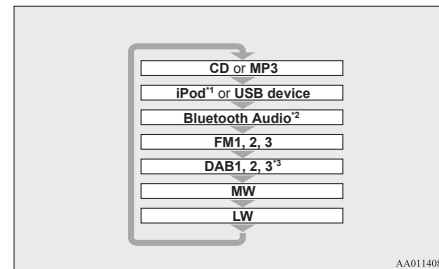 CD or MP3
iPod*1 or USB device
Bluetooth Audio*2
FM1, 2, 3
DAB1, 2, 3*3
MW
LW
AA011408